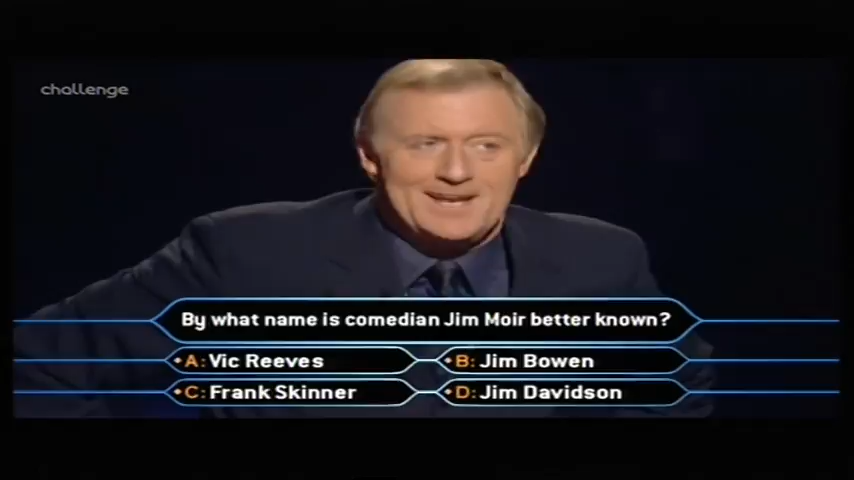 challenge
By what name is comedian Jim Moir better known?
A: Vic Reeves
B: Jim Bowen
C: Frank Skinner
D: Jim Davidson